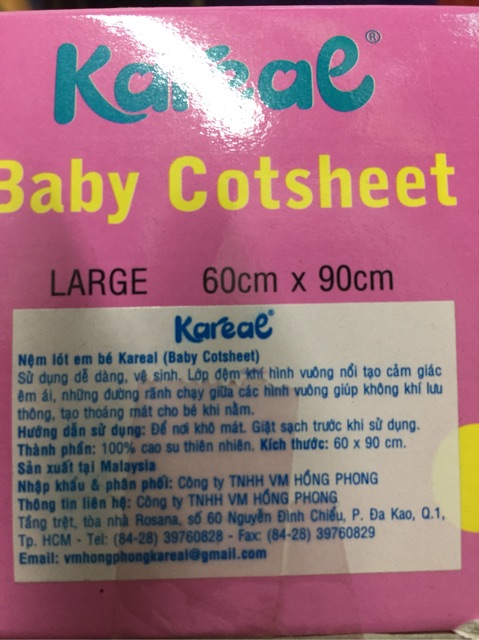 Kareal®
Baby Cotsheet
LARGE 60cm x 90cm
Kareal®
Nệm lót em bé Kareal (Baby Cotsheet)
Sử dụng dễ dàng, vệ sinh. Lớp đệm khí hình vuông nổi tạo cảm giác
êm ái, những đường rãnh chạy giữa các hình vuông giúp không khí lưu
thông, tạo thoáng mát cho bé khi nằm.
Hướng dẫn sử dụng: Để nơi khô mát. Giặt sạch trước khi sử dụng.
Thành phần: 100% cao su thiên nhiên. Kích thước: 60 x 90 cm.
Sản xuất tại Malaysia
Nhập khẩu & phân phối: Công ty TNHH VM HỒNG PHONG
Thông tin liên hệ: Công ty TNHH VM HỒNG PHONG
Tầng trệt, tòa nhà Rosana, số 60 Nguyễn Đình Chiểu, P. Đa Kao, Q.1,
Tp. HCM - Tel: (84-28) 39760828 - Fax: (84-28) 39760829
Email: vmhongphongkareal@gmail.com